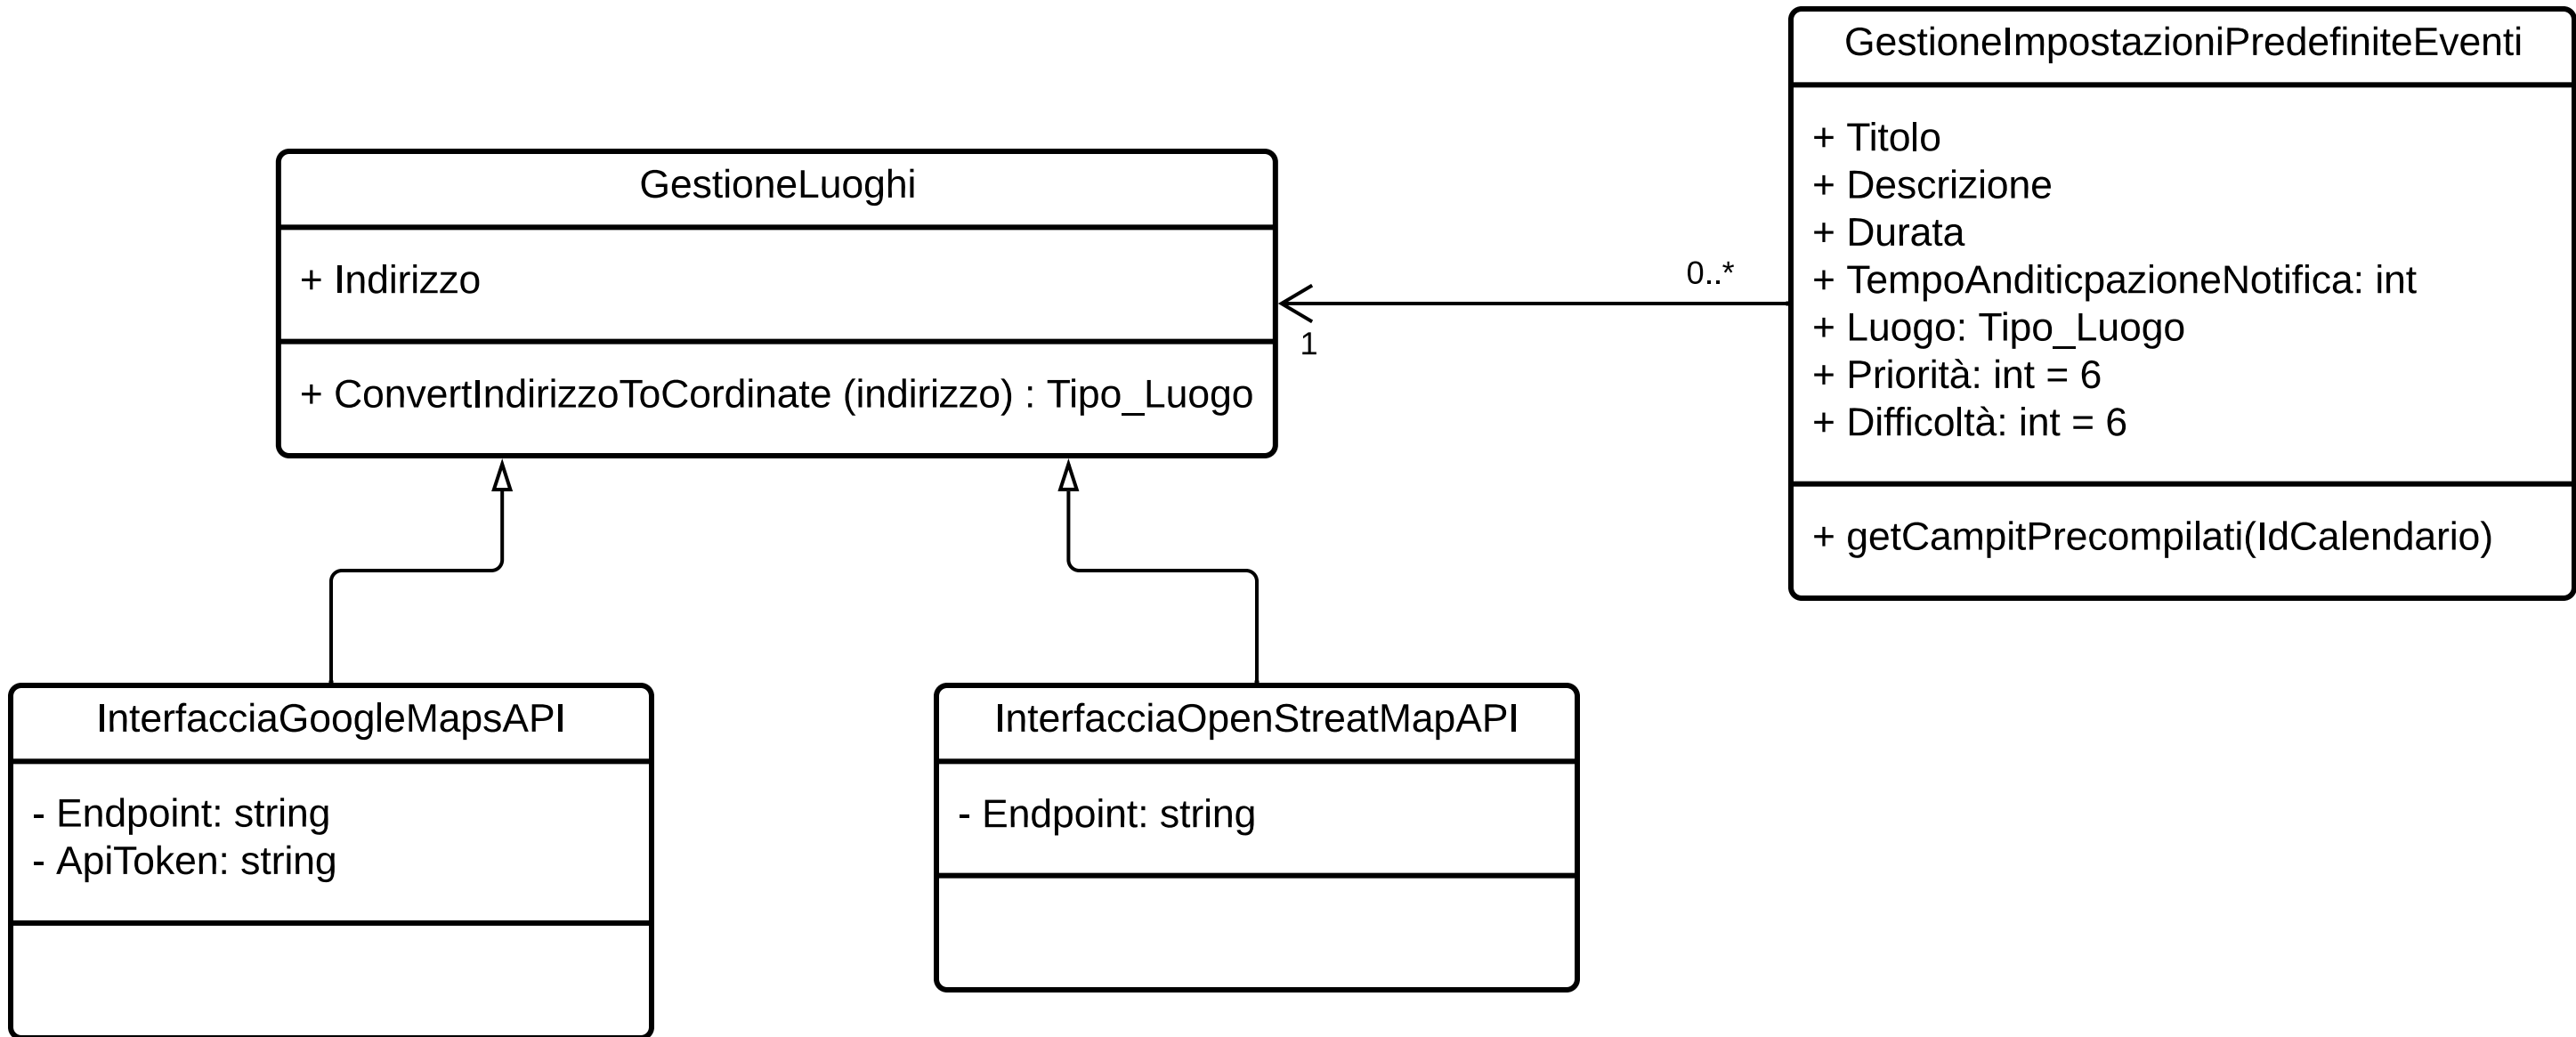 GestioneImpostazioniPredefiniteEventi
+ Titolo
+ Descrizione
+ Durata
+ TempoAnditicpazioneNotifica: int
+ Luogo: Tipo_Luogo
+ Priorità: int = 6
+ Difficoltà: int = 6
+ getCampitPrecompilati(IdCalendario)
GestioneLuoghi
+ Indirizzo
+ ConvertIndirizzoToCordinate (indirizzo) : Tipo_Luogo
0..*
1
InterfacciaGoogleMapsAPI
- Endpoint: string
- ApiToken: string
InterfacciaOpenStreatMapAPI
- Endpoint: string